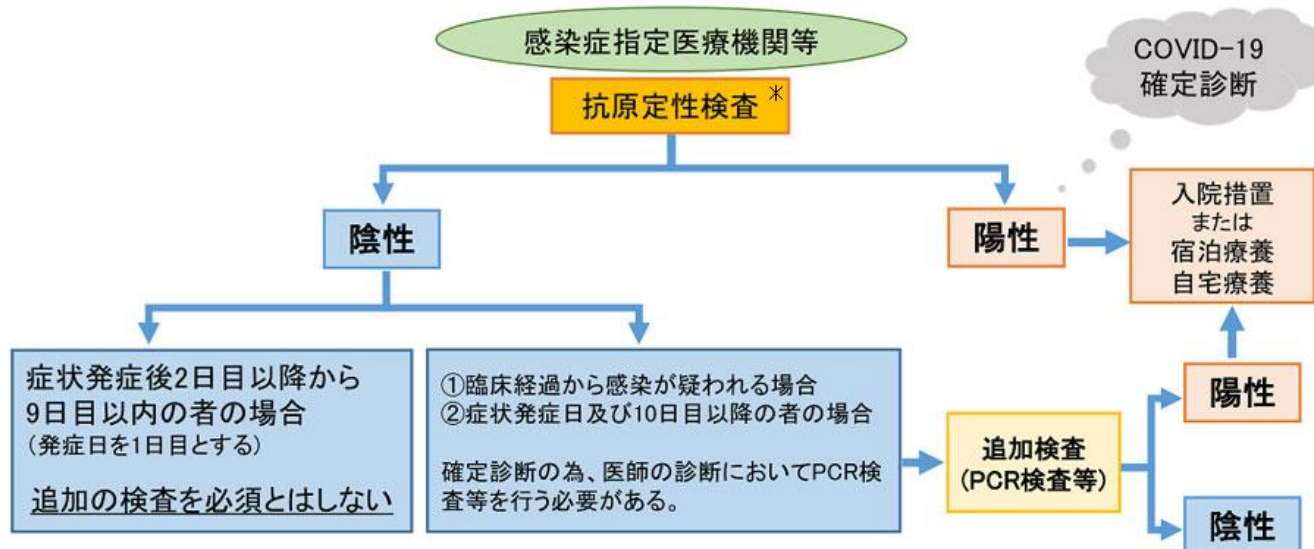 感染症指定医療機関等
抗原定性検査*
COVID-19
確定診断
陰性
陽性
入院措置
または
宿泊療養
自宅療養
症状発症後2日目以降から
9日目以内の者の場合
(発症日を1日目とする)
追加の検査を必須とはしない
①臨床経過から感染が疑われる場合
②症状発症日及び10日目以降の者の場合
確定診断の為、医師の診断においてPCR検
査等を行う必要がある。
追加検査
(PCR検査等)
陽性
陰性